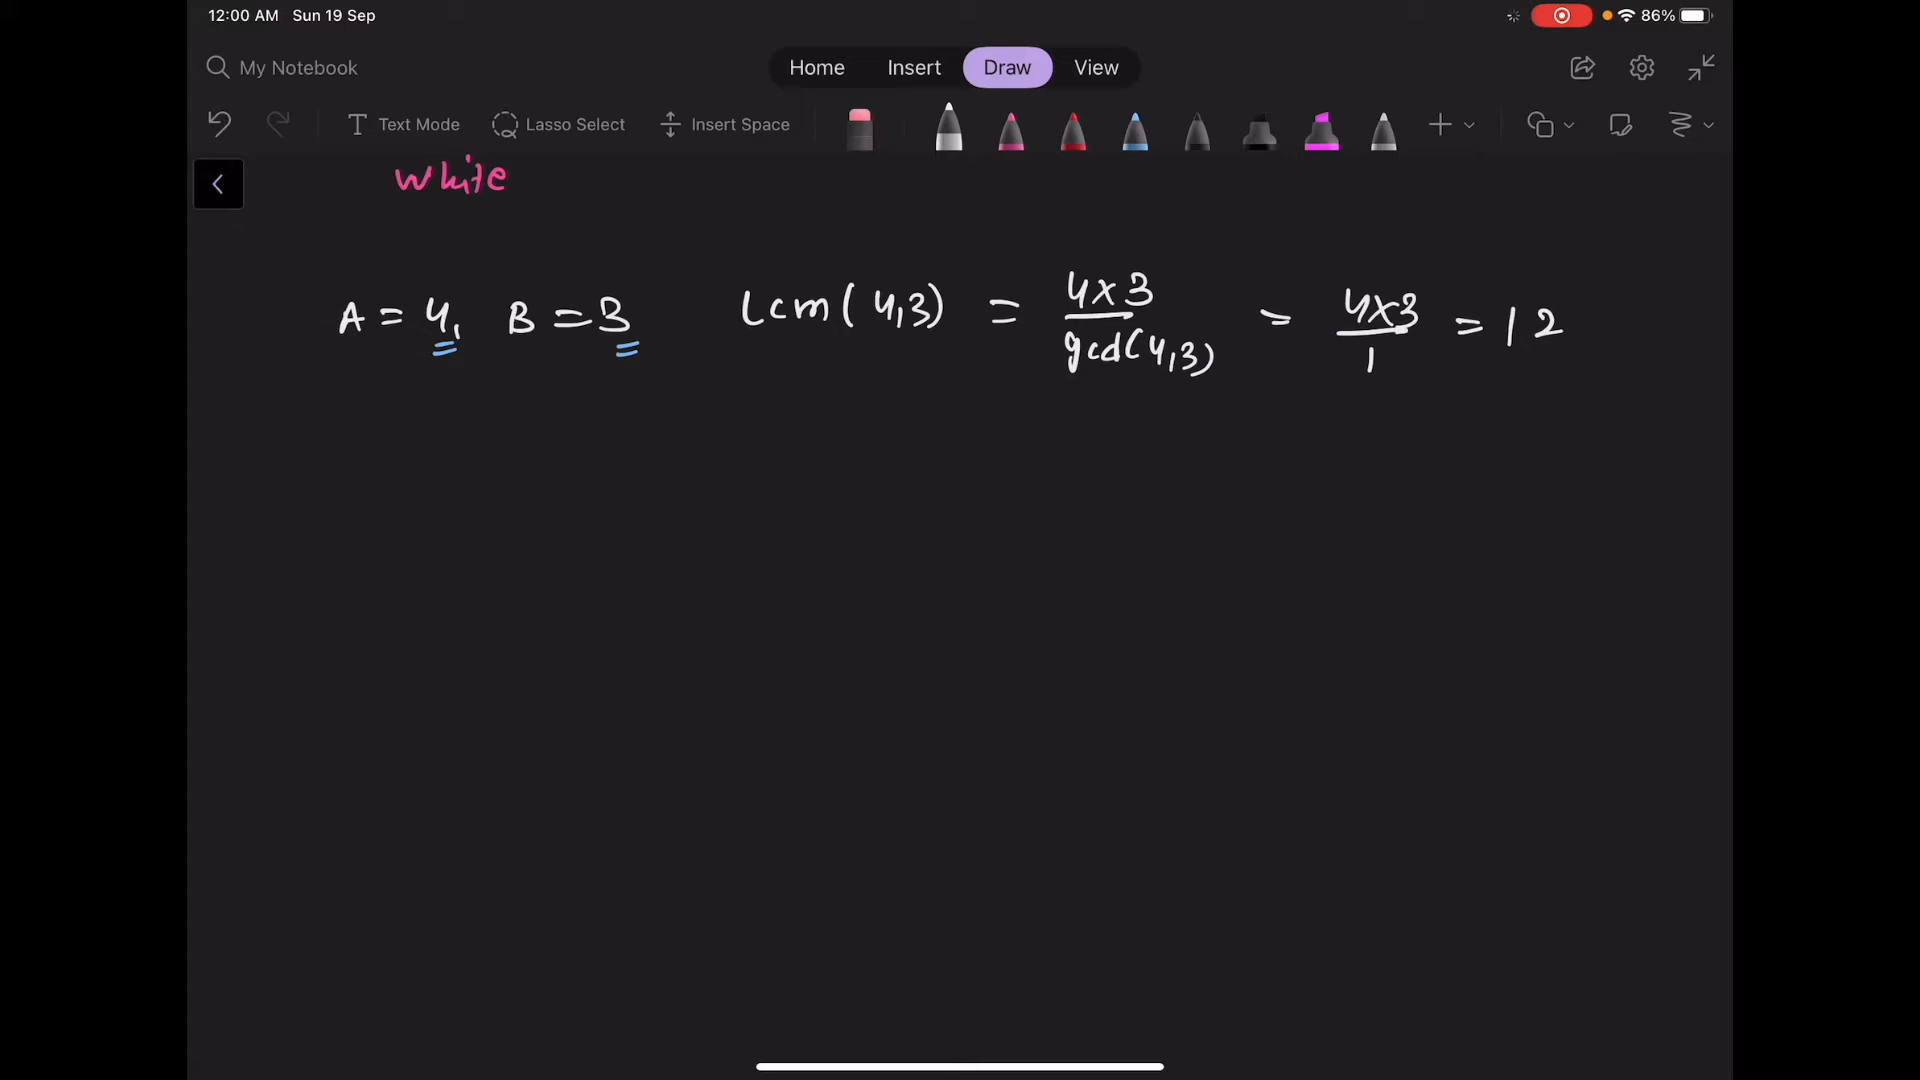 12:00 AM Sun 19 Sep 86%
My Notebook Home Insert Draw View
Text Mode Lasso Select Insert Space
white
A = 4, B = 3 Lcm(4,3) = 4x3 / gcd(4,3) = 4x3 / 1 = 12